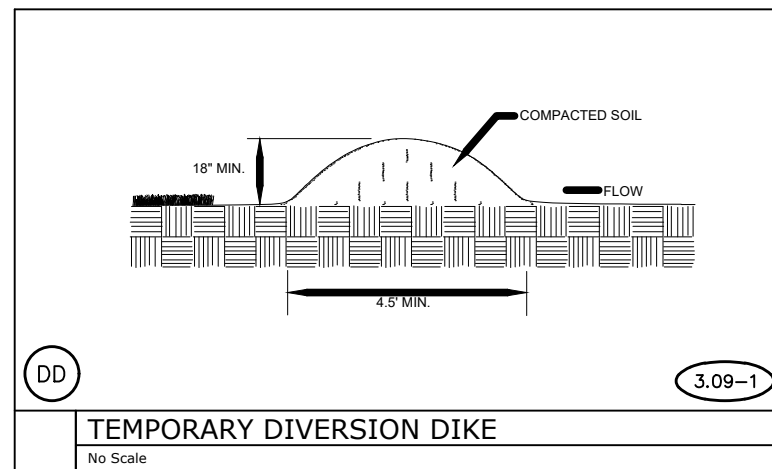 COMPACTED SOIL
18" MIN.
FLOW
4.5' MIN.
DD
3.09-1
TEMPORARY DIVERSION DIKE
No Scale